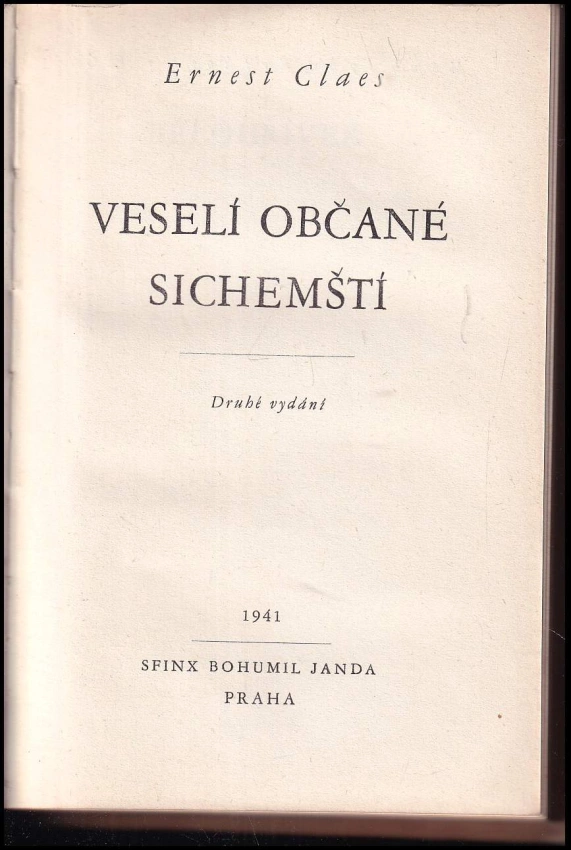 Ernest Claes
VESELÍ OBČANÉ
SICHEMŠTÍ
Druhé vydání
1941
SFINX BOHUMIL JANDA
PRAHA